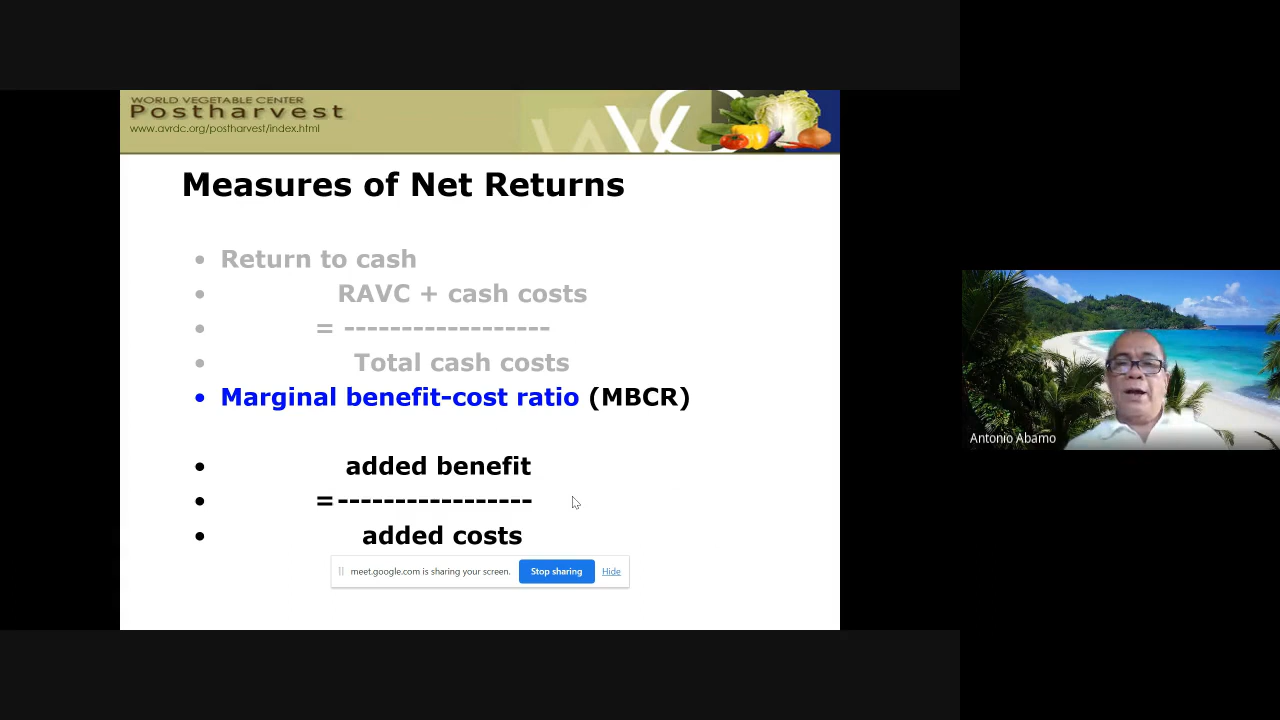 WORLD VEGETABLE CENTER
Postharvest
www.avrdc.org/postharvest/index.html
Measures of Net Returns
• Return to cash
• RAVC + cash costs
• = ------------------
• Total cash costs
• Marginal benefit-cost ratio (MBCR)
• added benefit
• =-----------------
• added costs
meet.google.com is sharing your screen. Stop sharing Hide
Antonio Abamo